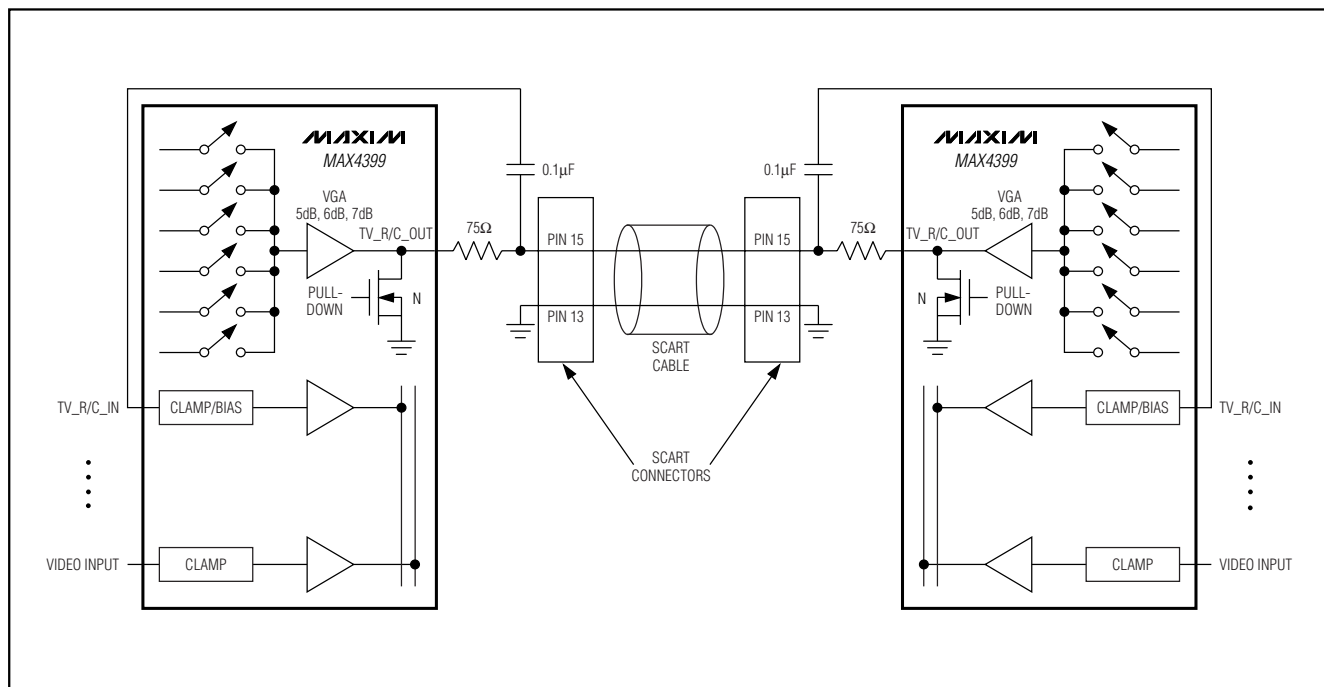 MAXIM
MAX4399
VGA
5dB, 6dB, 7dB
TV_R/C_OUT
PULL-
DOWN
N
75Ω
0.1µF
PIN 15
PIN 13
TV_R/C_IN
CLAMP/BIAS
VIDEO INPUT
CLAMP
SCART
CABLE
SCART
CONNECTORS
0.1µF
PIN 15
PIN 13
75Ω
MAXIM
MAX4399
VGA
5dB, 6dB, 7dB
TV_R/C_OUT
N
PULL-
DOWN
CLAMP/BIAS
TV_R/C_IN
CLAMP
VIDEO INPUT